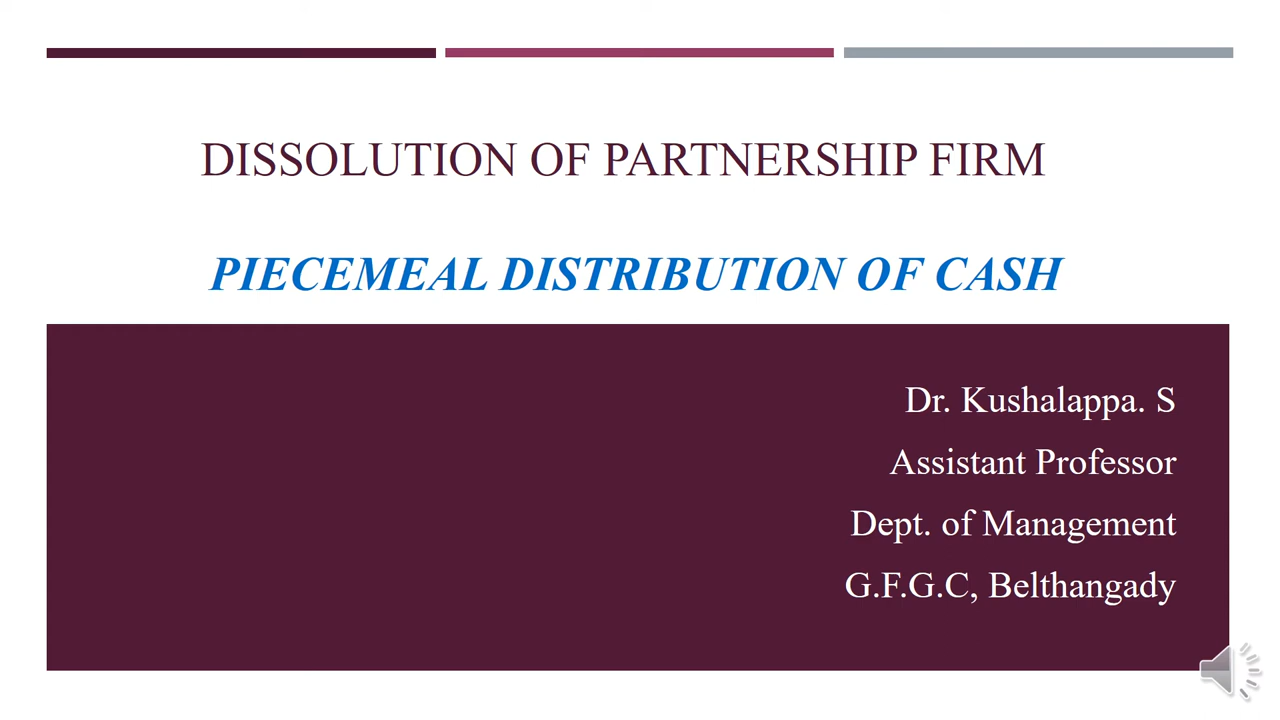 DISSOLUTION OF PARTNERSHIP FIRM
PIECEMEAL DISTRIBUTION OF CASH
Dr. Kushalappa. S
Assistant Professor
Dept. of Management
G.F.G.C, Belthangady